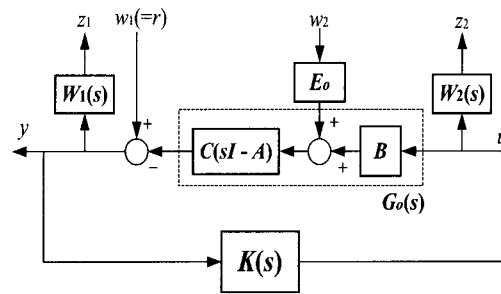 z₁
w₁(=r)
w₂
z₂
W₁(s)
Eₒ
W₂(s)
y
+
−
C(sI - A)
+
+
B
u
Gₒ(s)
K(s)